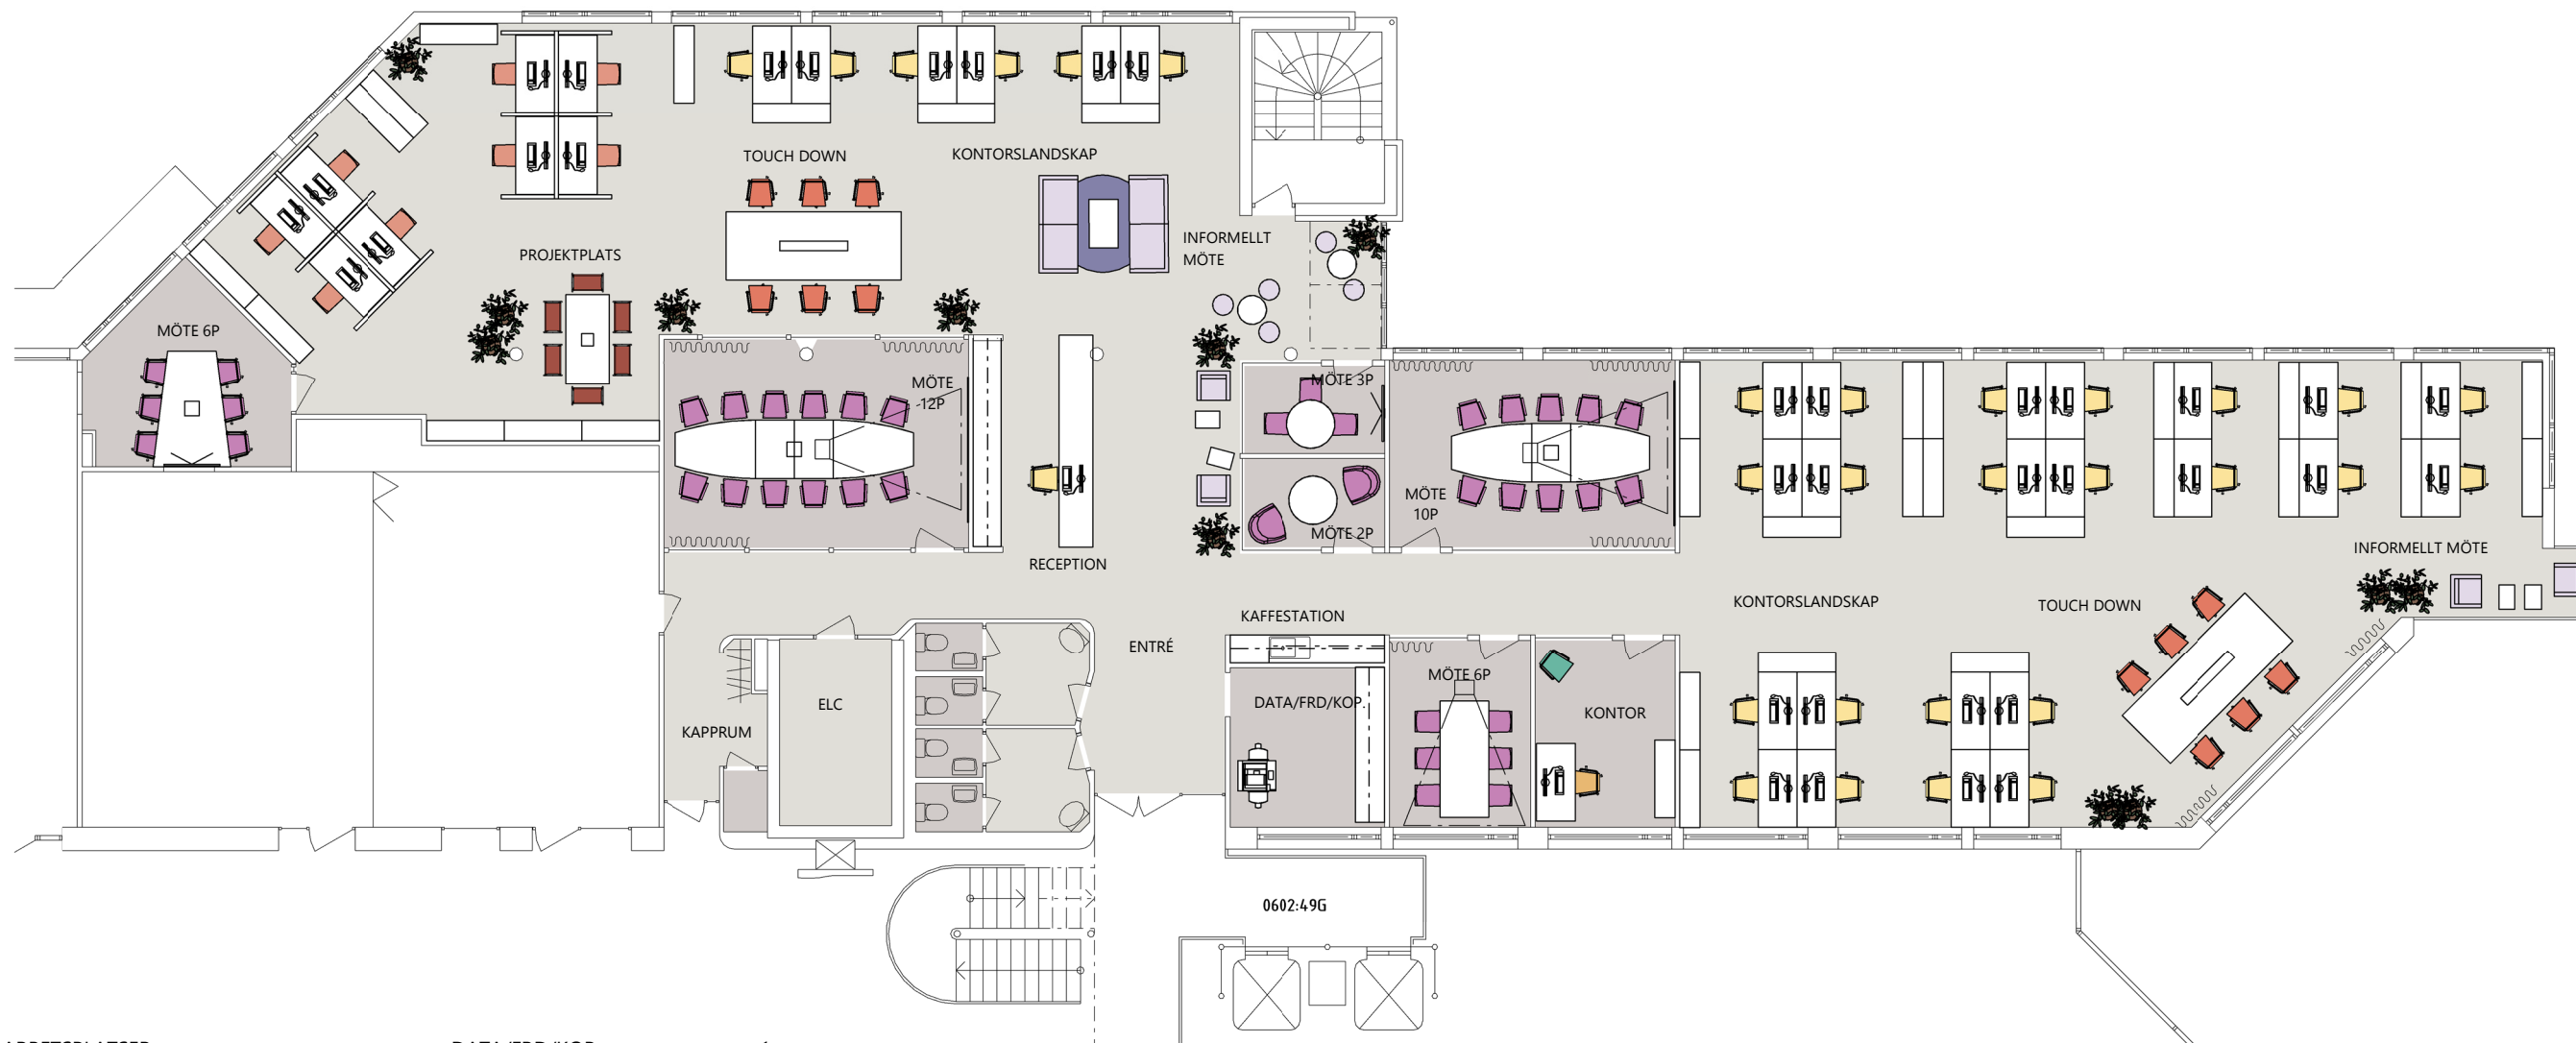 TOUCH DOWN
KONTORSLANDSKAP
INFORMELLT
MÖTE
PROJEKTPLATS
MÖTE 6P
MÖTE
12P
MÖTE 3P
MÖTE
10P
MÖTE 2P
RECEPTION
INFORMELLT MÖTE
KONTORSLANDSKAP
TOUCH DOWN
KAFFESTATION
ENTRÉ
MÖTE 6P
ELC
DATA/FRD/KOP.
KONTOR
KAPPRUM
0602:49G